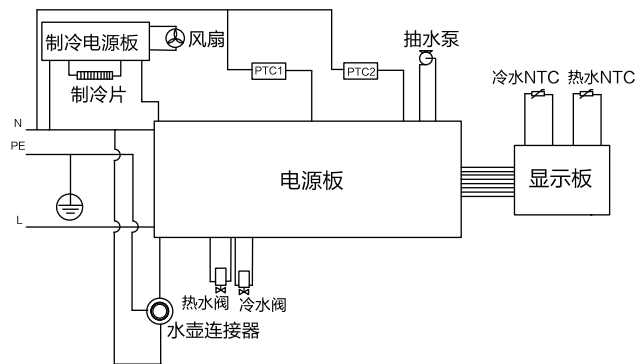 制冷电源板
风扇
制冷片
PTC1
PTC2
抽水泵
冷水NTC
热水NTC
N
PE
L
电源板
显示板
热水阀
冷水阀
水壶连接器